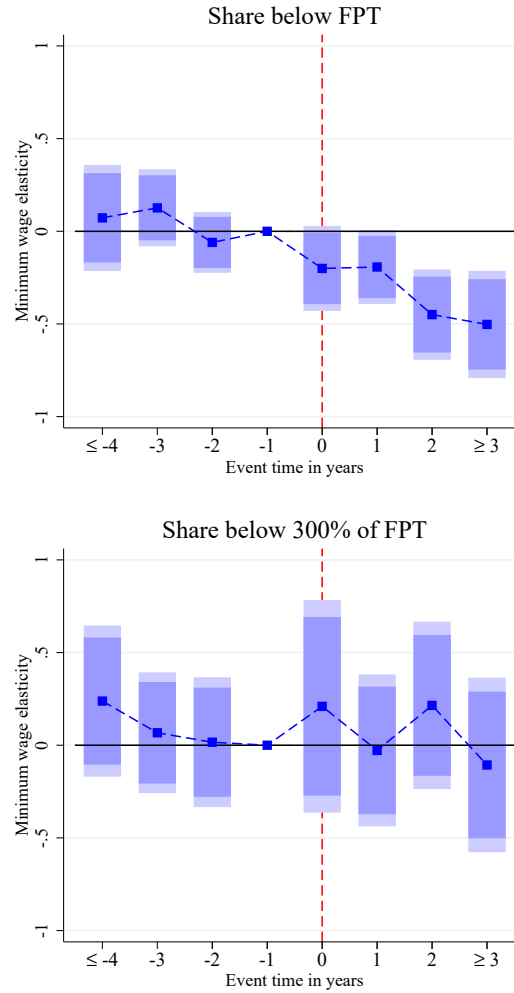 Share below FPT
Minimum wage elasticity
1
.5
0
-.5
-1
≤ -4 -3 -2 -1 0 1 2 ≥ 3
Event time in years
Share below 300% of FPT
Minimum wage elasticity
1
.5
0
-.5
-1
≤ -4 -3 -2 -1 0 1 2 ≥ 3
Event time in years